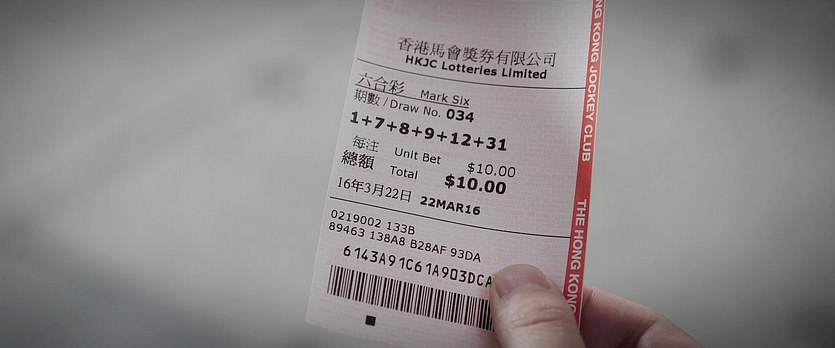 香港馬會獎券有限公司
HKJC Lotteries Limited
六合彩 Mark Six
期數 / Draw No. 034
1+7+8+9+12+31
每注 Unit Bet $10.00
總額 Total $10.00
16年3月22日 22MAR16
0219002 133B
89463 138A8 B28AF 93DA
6143A91C61A903DCA
NG KONG JOCKEY CLUB
THE HONG KONG